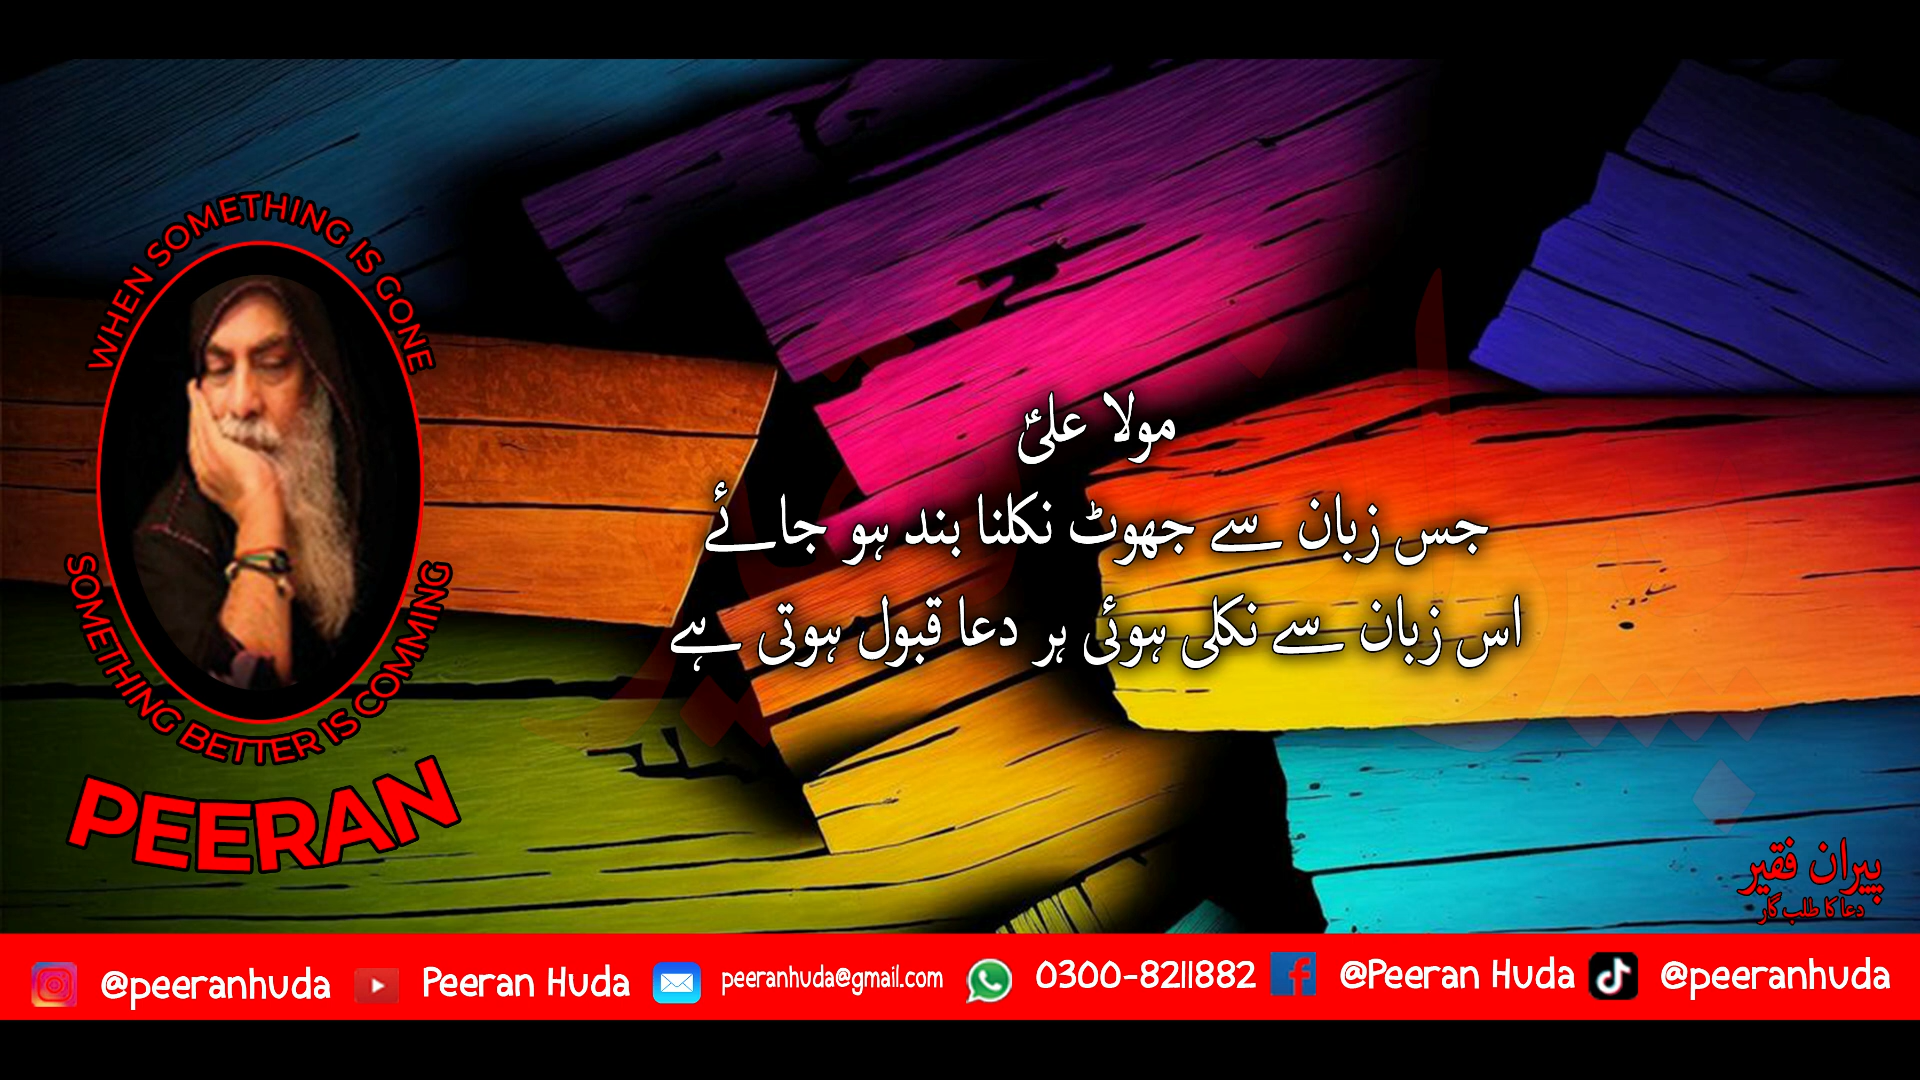 WHEN SOMETHING IS GONE
SOMETHING BETTER IS COMMING
PEERAN
مولا علیؑ
جس زبان سے جھوٹ نکلنا بند ہو جائے
اس زبان سے نکلی ہوئی ہر دعا قبول ہوتی ہے
پیران فقیر
پیران فقیر
دعا کا طلب گار
@peeranhuda
Peeran Huda
peeranhuda@gmail.com
0300-8211882
@Peeran Huda
@peeranhuda